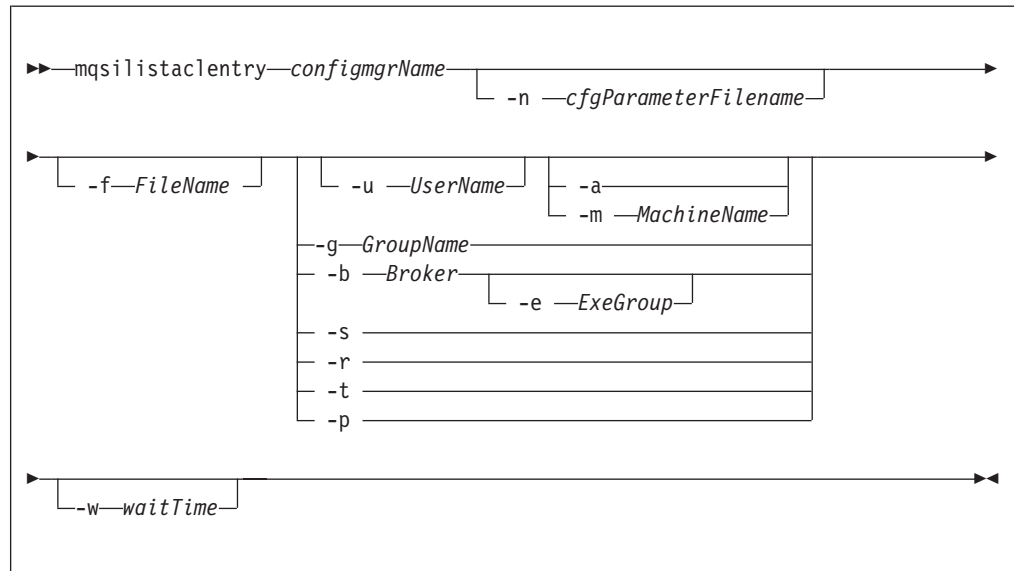 mqsilistaclentry configmgrName
-n cfgParameterFilename
-f FileName
-u UserName
-a
-m MachineName
-g GroupName
-b Broker
-e ExeGroup
-s
-r
-t
-p
-w waitTime